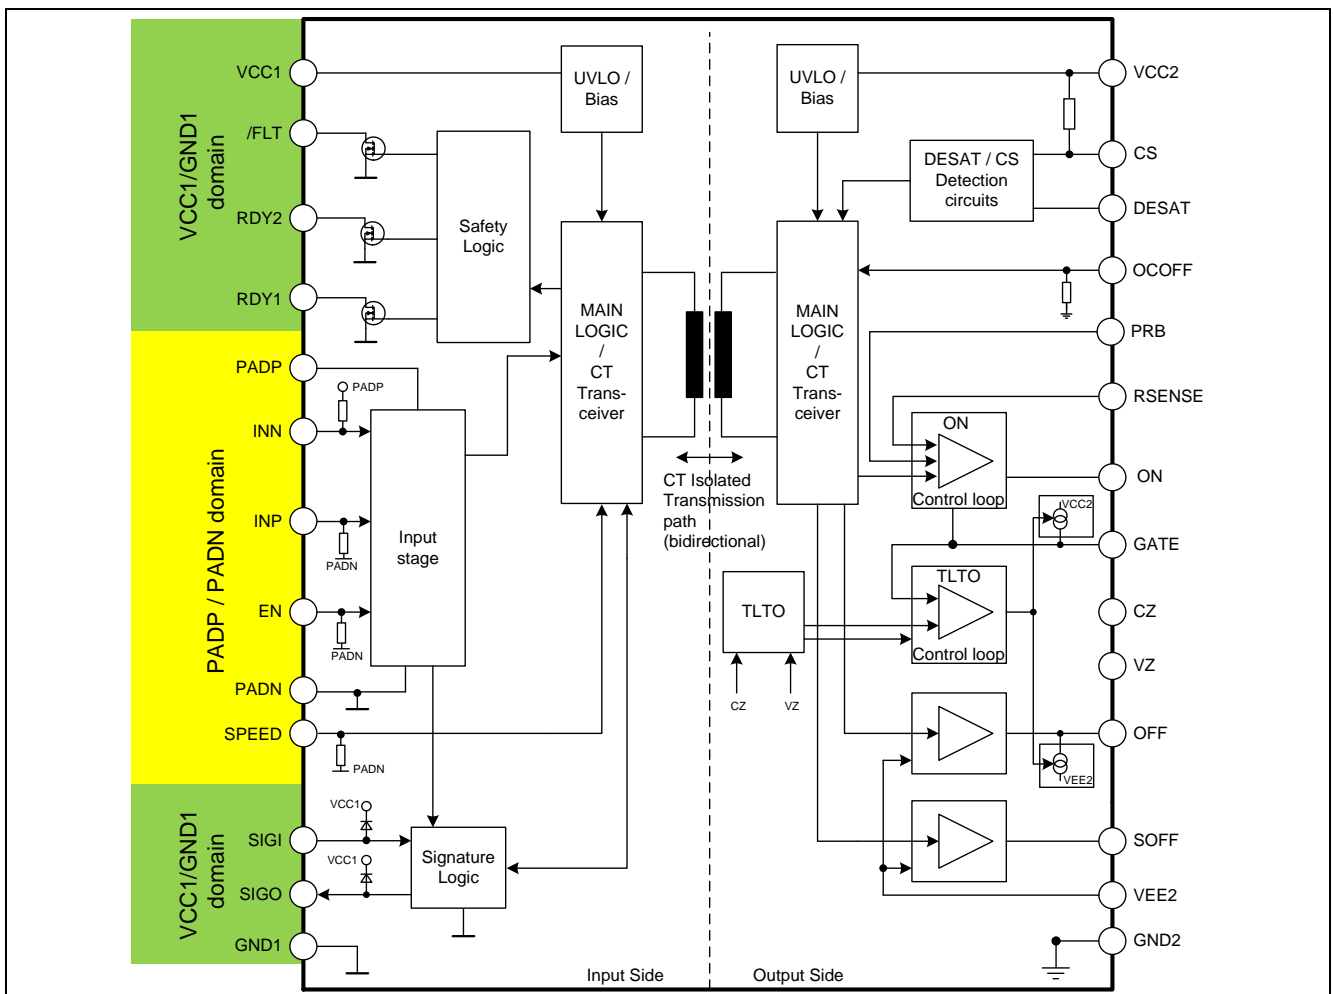 VCC1/GND1
domain
PADP / PADN domain
VCC1/GND1
domain
VCC1
/FLT
RDY2
RDY1
PADP
INN
INP
EN
PADN
SPEED
SIGI
SIGO
GND1
PADP
PADN
PADN
PADN
VCC1
VCC1
UVLO /
Bias
Safety
Logic
Input
stage
MAIN
LOGIC
/
CT
Trans-
ceiver
Signature
Logic
CT Isolated
Transmission
path
(bidirectional)
Input Side
Output Side
UVLO /
Bias
DESAT / CS
Detection
circuits
MAIN
LOGIC
/
CT
Trans-
ceiver
ON
Control loop
TLTO
CZ
VZ
TLTO
Control loop
VCC2
VEE2
VCC2
CS
DESAT
OCOFF
PRB
RSENSE
ON
GATE
CZ
VZ
OFF
SOFF
VEE2
GND2